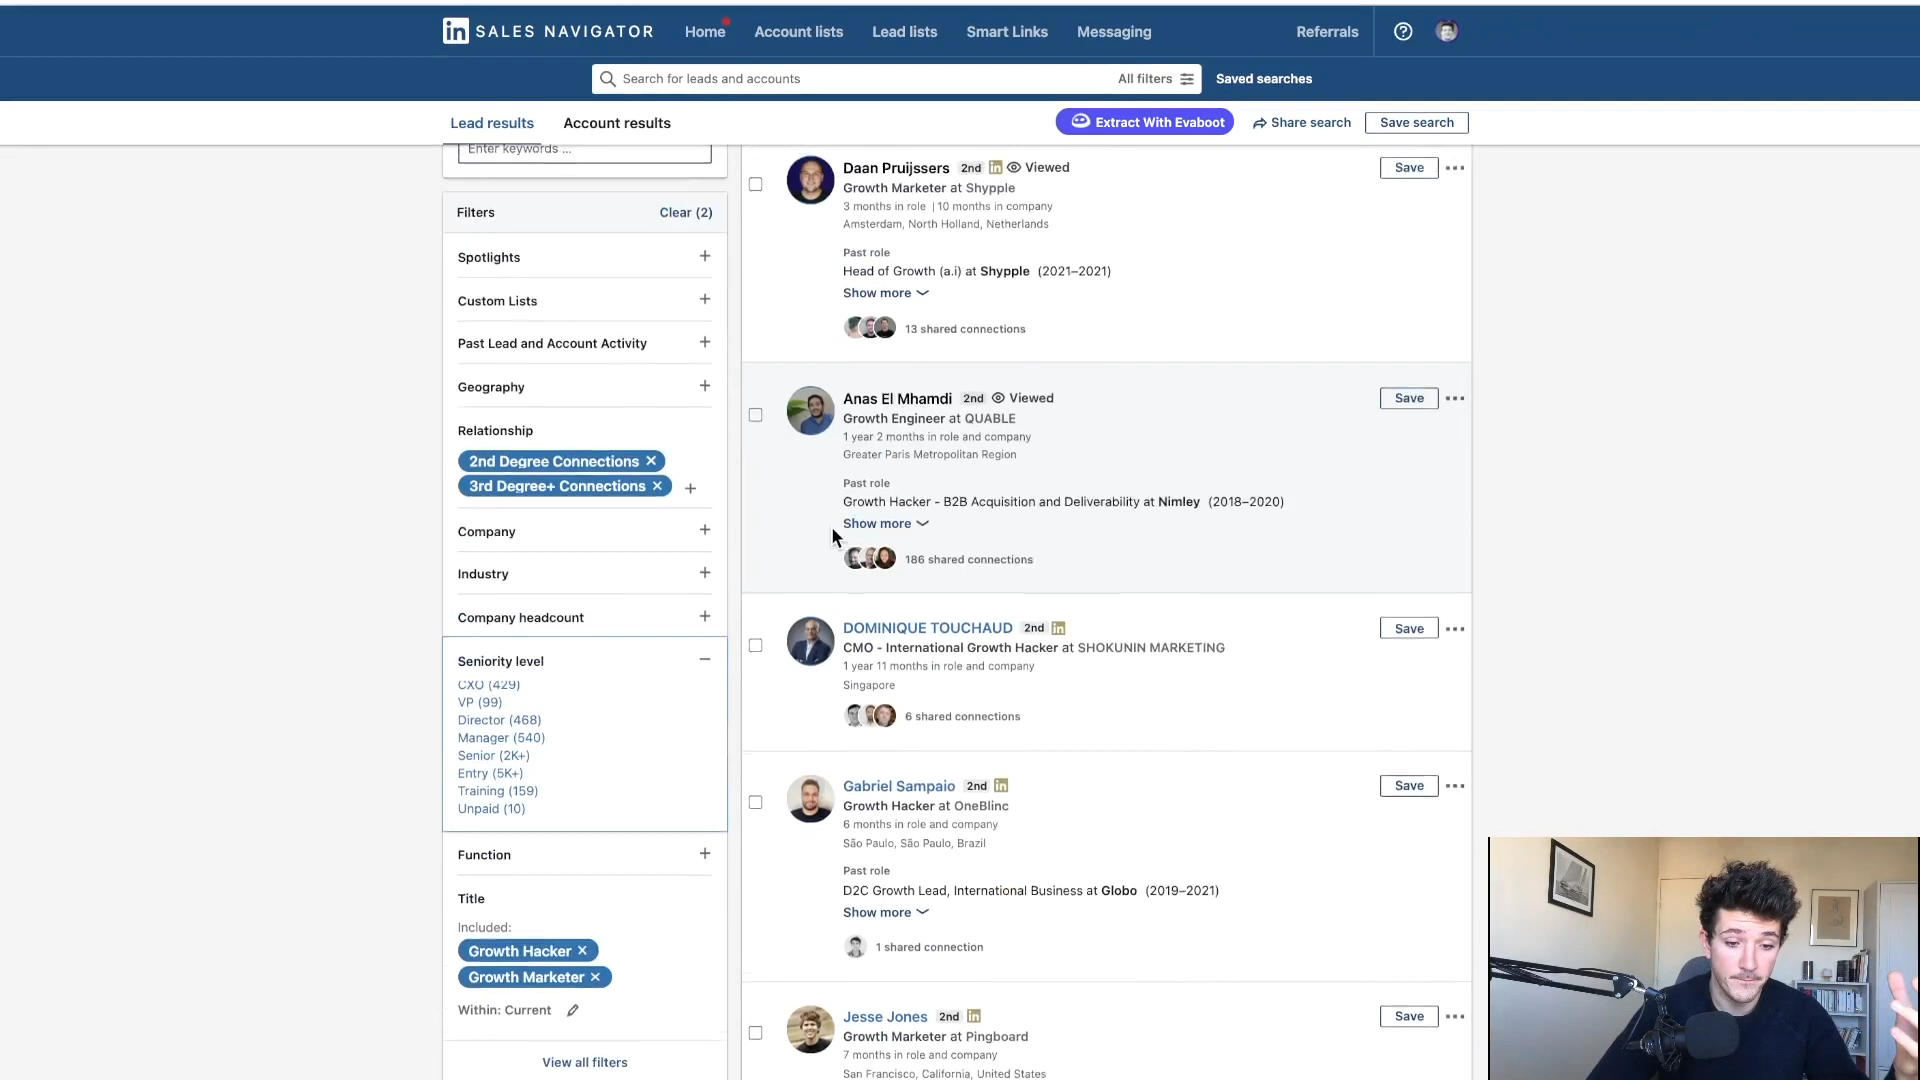 in SALES NAVIGATOR
Home
Account lists
Lead lists
Smart Links
Messaging
Referrals
Search for leads and accounts
All filters
Saved searches
Lead results
Account results
Extract With Evaboot
Share search
Save search
Enter keywords ...
Filters
Clear (2)
Spotlights
Custom Lists
Past Lead and Account Activity
Geography
Relationship
2nd Degree Connections
3rd Degree+ Connections
Company
Industry
Company headcount
Seniority level
CXO (429)
VP (99)
Director (468)
Manager (540)
Senior (2K+)
Entry (5K+)
Training (159)
Unpaid (10)
Function
Title
Included:
Growth Hacker
Growth Marketer
Within: Current
View all filters
Daan Pruijssers 2nd in Viewed
Save
Growth Marketer at Shypple
3 months in role | 10 months in company
Amsterdam, North Holland, Netherlands
Past role
Head of Growth (a.i) at Shypple (2021–2021)
Show more
13 shared connections
Anas El Mhamdi 2nd Viewed
Save
Growth Engineer at QUABLE
1 year 2 months in role and company
Greater Paris Metropolitan Region
Past role
Growth Hacker - B2B Acquisition and Deliverability at Nimley (2018–2020)
Show more
186 shared connections
DOMINIQUE TOUCHAUD 2nd in
Save
CMO - International Growth Hacker at SHOKUNIN MARKETING
1 year 11 months in role and company
Singapore
6 shared connections
Gabriel Sampaio 2nd in
Save
Growth Hacker at OneBlinc
6 months in role and company
São Paulo, São Paulo, Brazil
Past role
D2C Growth Lead, International Business at Globo (2019–2021)
Show more
1 shared connection
Jesse Jones 2nd in
Save
Growth Marketer at Pingboard
7 months in role and company
San Francisco, California, United States